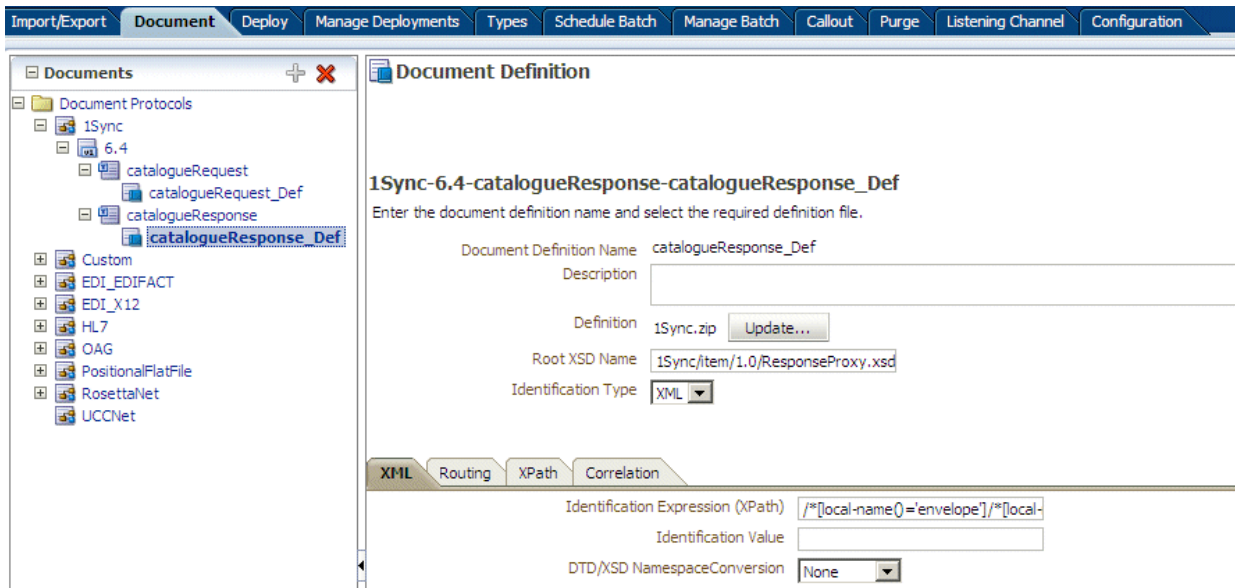 Import/Export Document Deploy Manage Deployments Types Schedule Batch Manage Batch Callout Purge Listening Channel Configuration
Documents
Document Protocols
1Sync
6.4
catalogueRequest
catalogueRequest_Def
catalogueResponse
catalogueResponse_Def
Custom
EDI_EDIFACT
EDI_X12
HL7
OAG
PositionalFlatFile
RosettaNet
UCCNet
Document Definition
1Sync-6.4-catalogueResponse-catalogueResponse_Def
Enter the document definition name and select the required definition file.
Document Definition Name catalogueResponse_Def
Description
Definition 1Sync.zip Update...
Root XSD Name 1Sync/item/1.0/ResponseProxy.xsd
Identification Type XML
XML Routing XPath Correlation
Identification Expression (XPath) /*[local-name()='envelope']/*[local-
Identification Value
DTD/XSD NamespaceConversion None